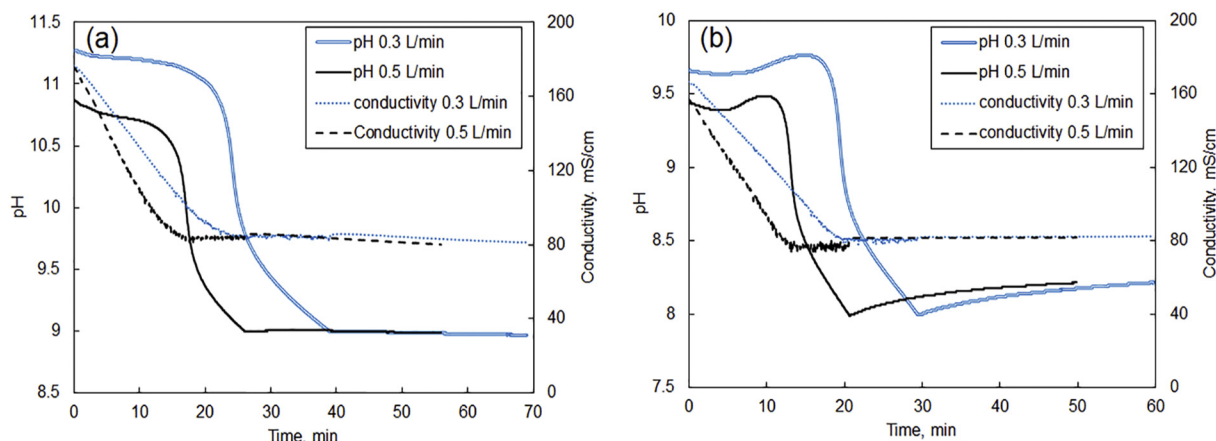 (a)
pH 0.3 L/min
pH 0.5 L/min
conductivity 0.3 L/min
Conductivity 0.5 L/min
11.5
11
10.5
10
9.5
9
8.5
pH
200
160
120
80
40
0
Conductivity. mS/cm
0 10 20 30 40 50 60 70
Time, min
(b)
pH 0.3 L/min
pH 0.5 L/min
conductivity 0.3 L/min
conductivity 0.5 L/min
10
9.5
9
8.5
8
7.5
pH
200
160
120
80
40
0
Conductivity. mS/cm
0 10 20 30 40 50 60
Time, min